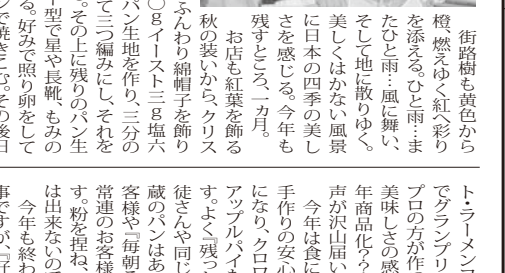 街路樹も黄色から
橙、燃えゆく紅へ彩り
を添える。ひと雨…ま
たひと雨…風に舞い、
そして地に散りゆく。
美しくはかない風景
に日本の四季の美し
さを感じる。今年も
残すところ、一ヵ月。
お店も紅葉を飾る
秋の装いから、クリス
ふんわり綿帽子を飾り
〇gイースト三g塩六
パン生地を作り、三分の
て三つ編みにし、それを
。その上に残りのパン生
型で星や長靴、もみの
る。好みで照り卵をして
で焼きこむ。その後日
ト・ラーメン
でグランプリ
プロの方が作
美味しさの感
年商品化??
声が沢山届い
今年は食に
手作りの安心
になり、クロワ
アップルパイ
す。よく『残っ
徒さんや同じ
蔵のパンはあ
客様や『毎朝
常連のお客様
す。粉を捏ね、
は出来ないの
今年も終わ
事ですが、『好